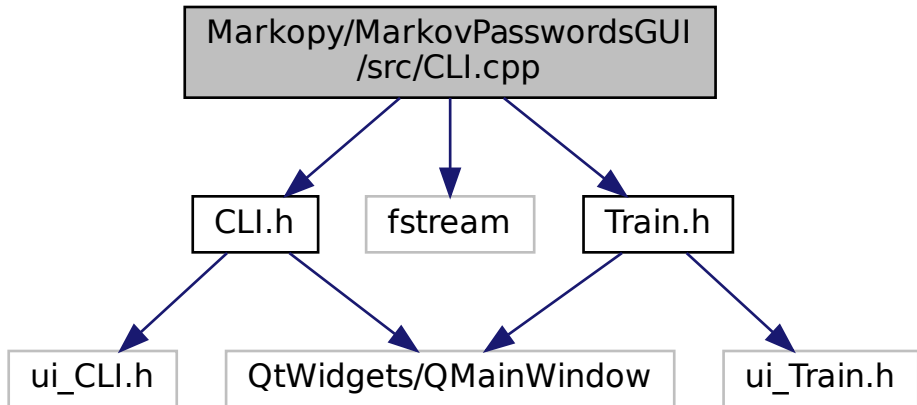 Markopy/MarkovPasswordsGUI
/src/CLI.cpp
CLI.h
fstream
Train.h
ui_CLI.h
QtWidgets/QMainWindow
ui_Train.h